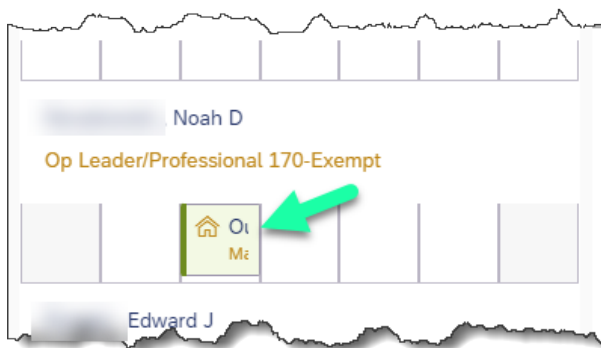 , Noah D
Op Leader/Professional 170-Exempt
Ou
Ma
Edward J